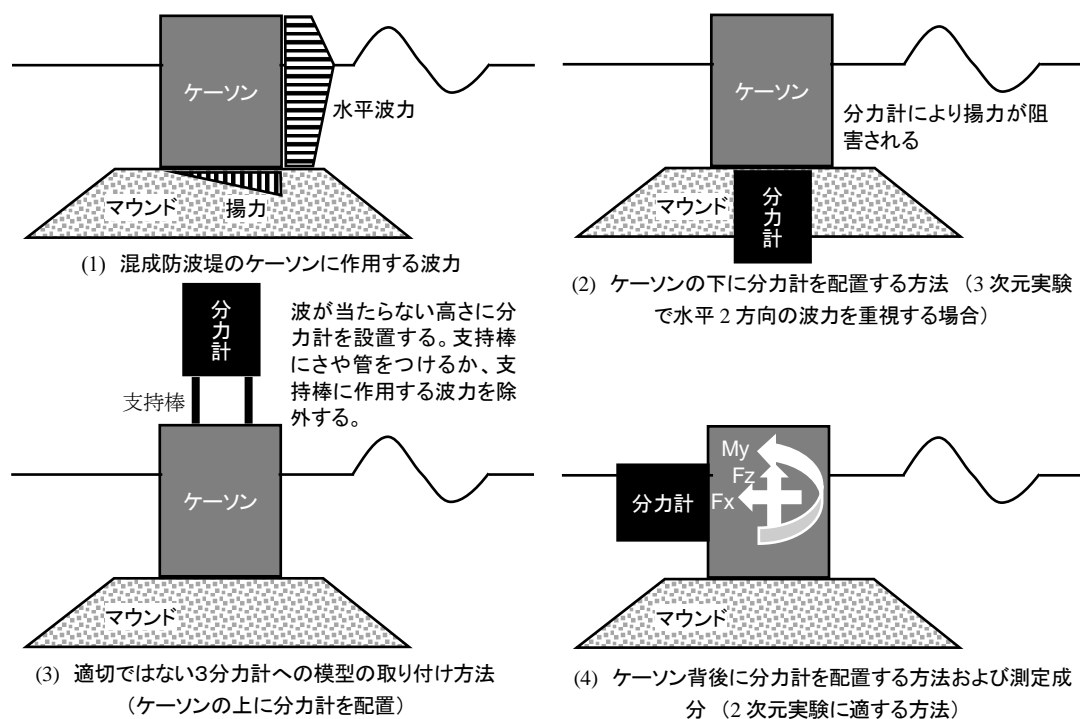 ケーソン
水平波力
マウンド
揚力
(1) 混成防波堤のケーソンに作用する波力
ケーソン
分力計により揚力が阻
害される
マウンド
分力計
(2) ケーソンの下に分力計を配置する方法 (3 次元実験
で水平 2 方向の波力を重視する場合)
分力計
波が当たらない高さに分
力計を設置する。支持棒
にさや管をつけるか、支
持棒に作用する波力を除
外する。
支持棒
ケーソン
マウンド
(3) 適切ではない3分力計への模型の取り付け方法
(ケーソンの上に分力計を配置)
My
Fz
Fx
分力計
マウンド
(4) ケーソン背後に分力計を配置する方法および測定成
分 (2 次元実験に適する方法)